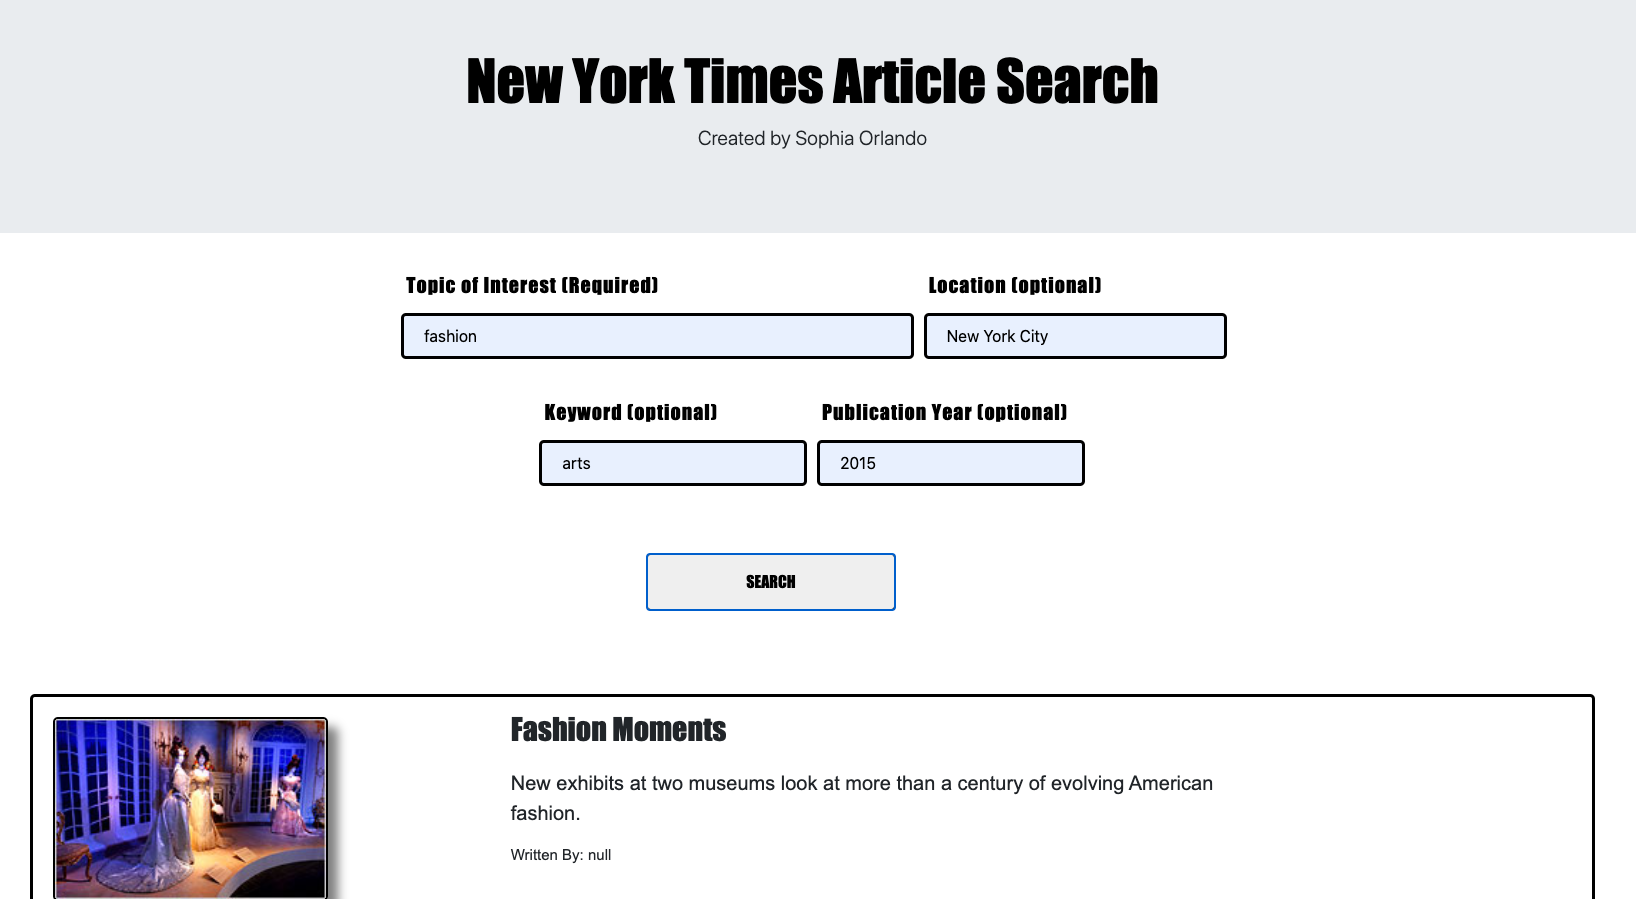 New York Times Article Search
Created by Sophia Orlando
Topic of Interest (Required)
Location (optional)
fashion
New York City
Keyword (optional)
Publication Year (optional)
arts
2015
SEARCH
Fashion Moments
New exhibits at two museums look at more than a century of evolving American
fashion.
Written By: null